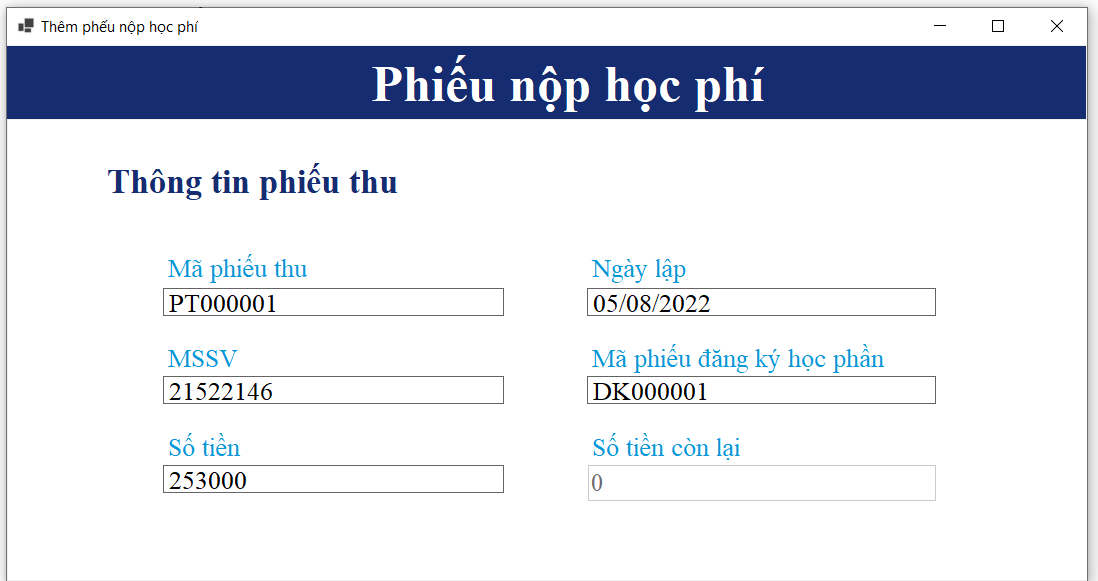 Thêm phếu nộp học phí
Phiếu nộp học phí
Thông tin phiếu thu
Mã phiếu thu
Ngày lập
PT000001
05/08/2022
MSSV
Mã phiếu đăng ký học phần
21522146
DK000001
Số tiền
Số tiền còn lại
253000
0